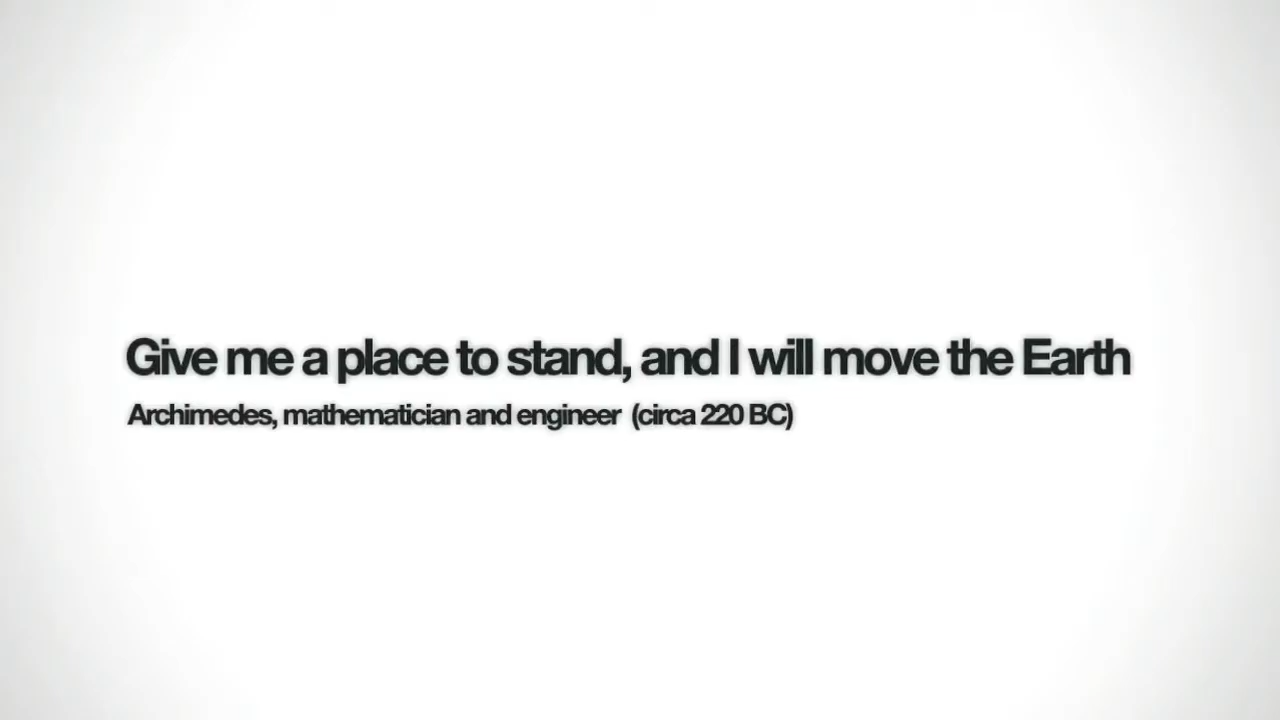 Give me a place to stand, and I will move the Earth
Archimedes, mathematician and engineer (circa 220 BC)